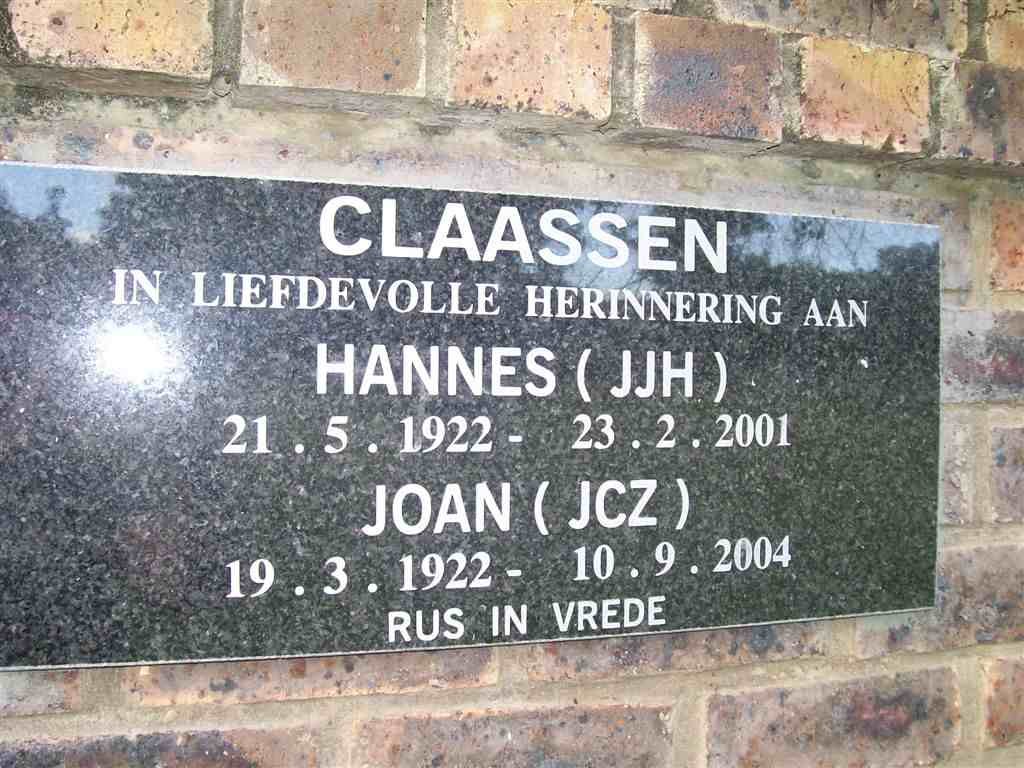 CLAASSEN
IN LIEFDEVOLLE HERINNERING AAN
HANNES ( JJH )
21 . 5 . 1922 - 23 . 2 . 2001
JOAN ( JCZ )
19 . 3 . 1922 - 10 . 9 . 2004
RUS IN VREDE